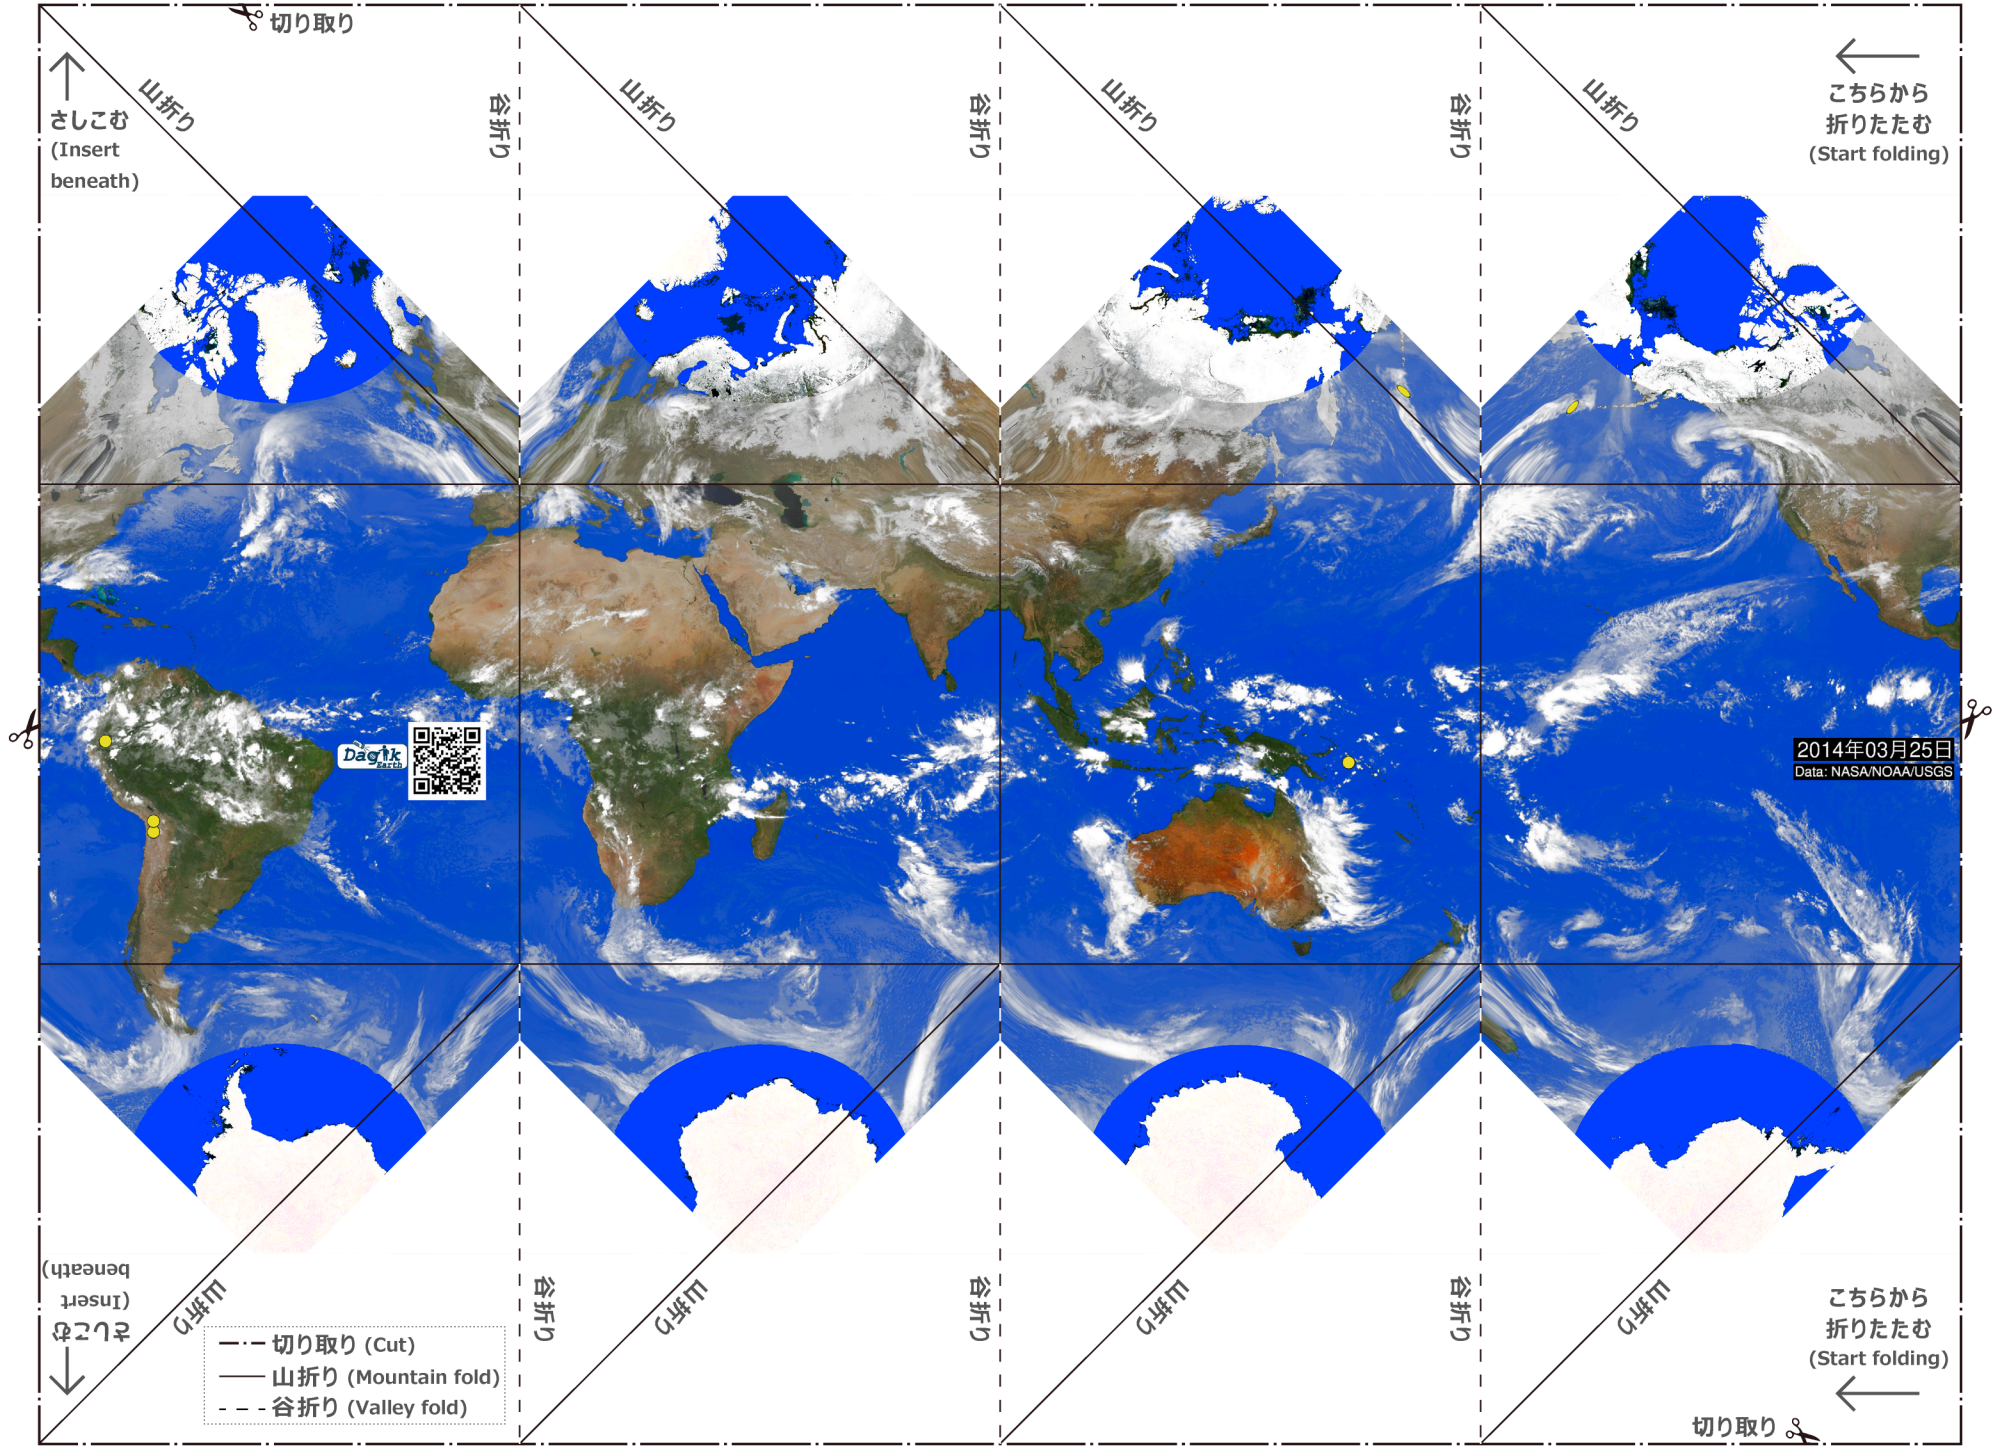 切り取り
山折り
谷折り
山折り
谷折り
山折り
谷折り
山折り
こちらから
折りたたむ
(Start folding)
さしこむ
(Insert
beneath)
Dagik
Earth
2014年03月25日
Data: NASA/NOAA/USGS
さしこむ
(Insert
beneath)
山折り
谷折り
山折り
谷折り
山折り
谷折り
山折り
こちらから
折りたたむ
(Start folding)
切り取り (Cut)
山折り (Mountain fold)
谷折り (Valley fold)
切り取り